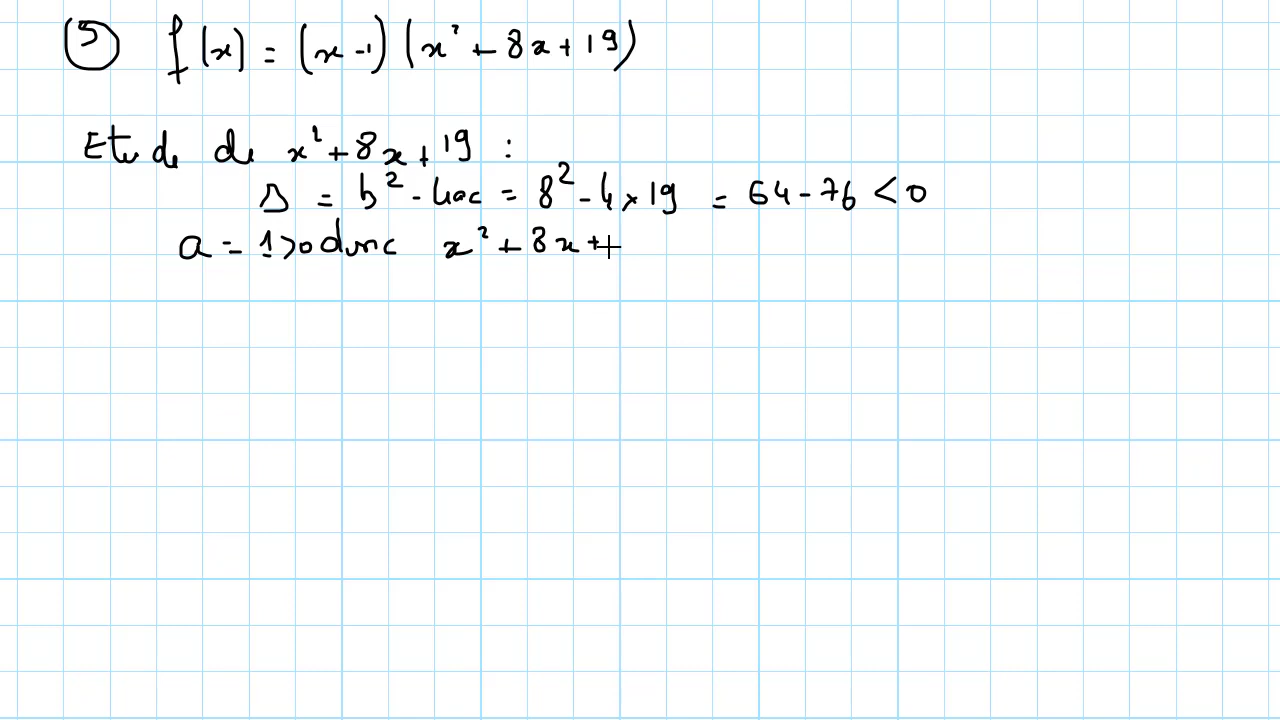 ⑤ f(x) = (x-1)(x² + 8x + 19)
Etude de x² + 8x + 19 :
Δ = b² - 4ac = 8² - 4 × 19 = 64 - 76 < 0
a = 1 > 0 donc x² + 8x +